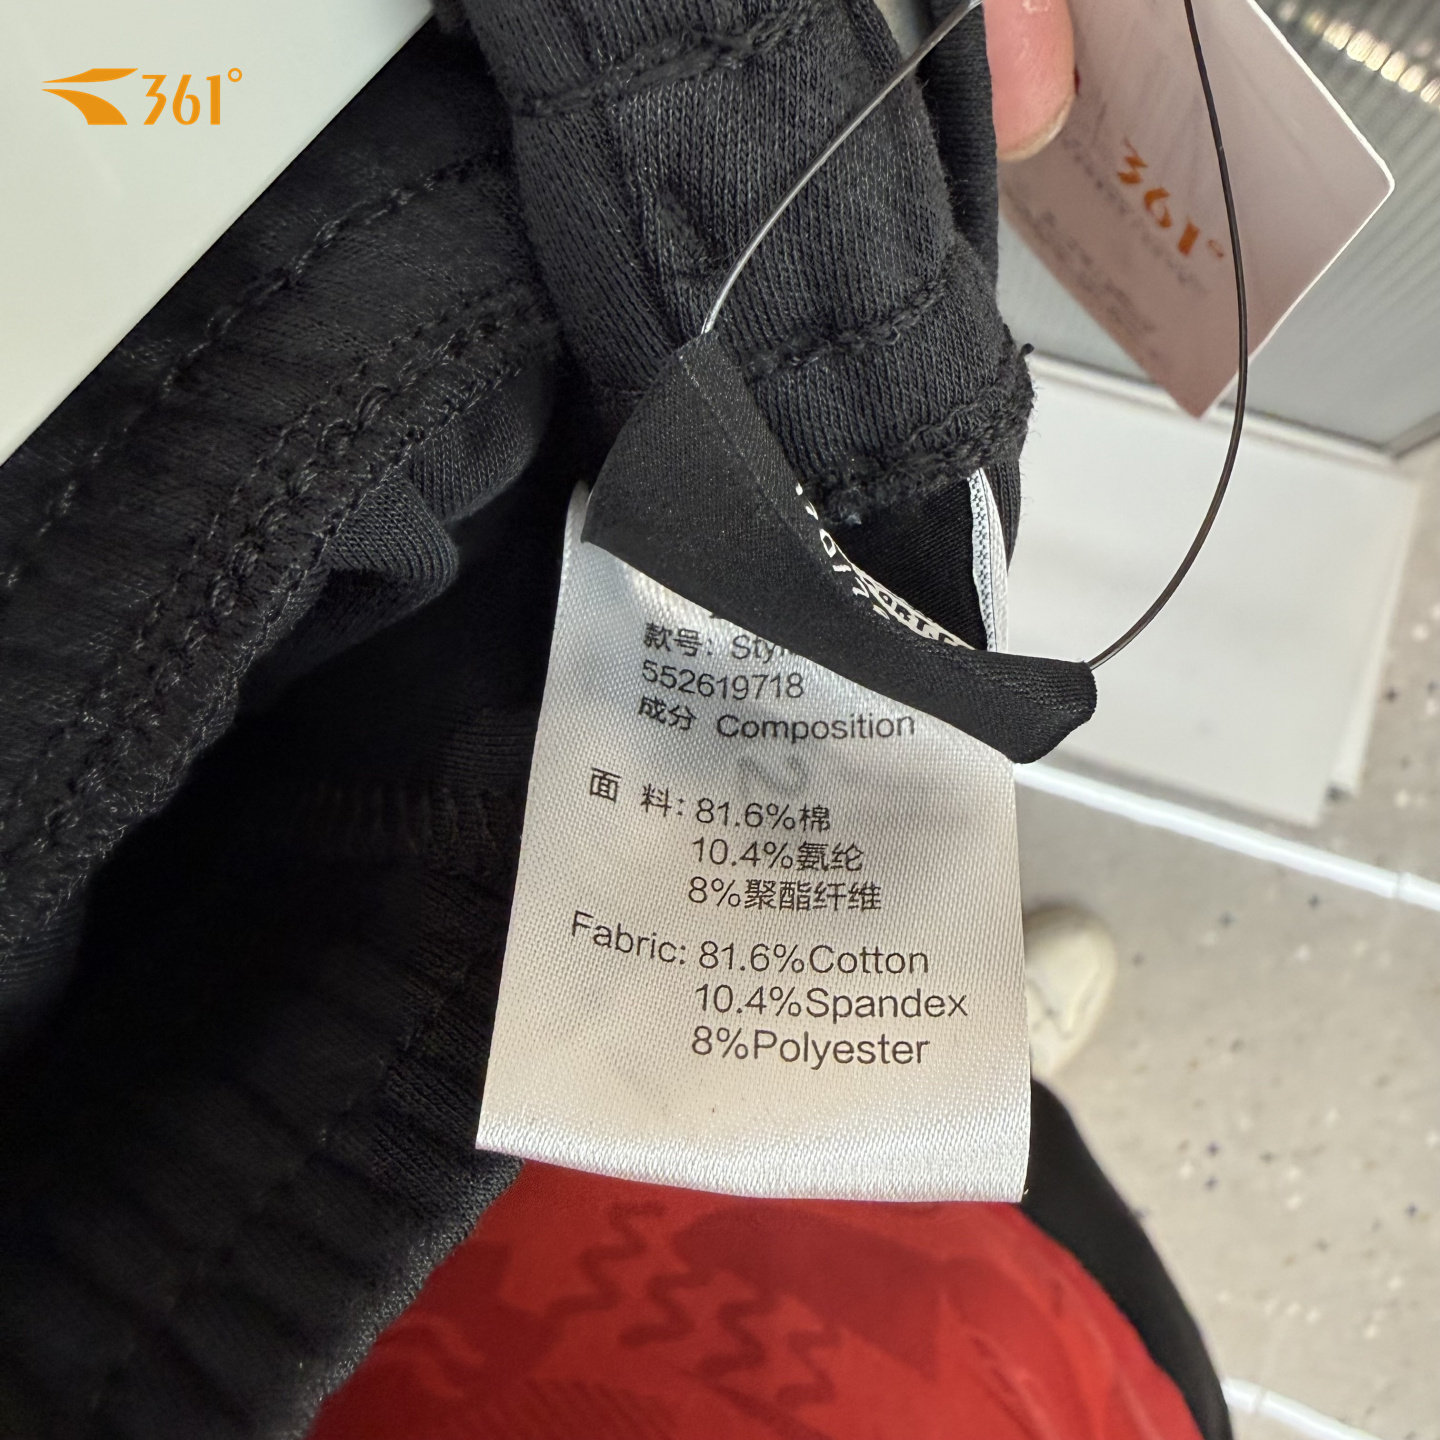 361°
361°
款号：
552619718
成分 Composition
面 料：81.6%棉
10.4%氨纶
8%聚酯纤维
Fabric: 81.6%Cotton
10.4%Spandex
8%Polyester